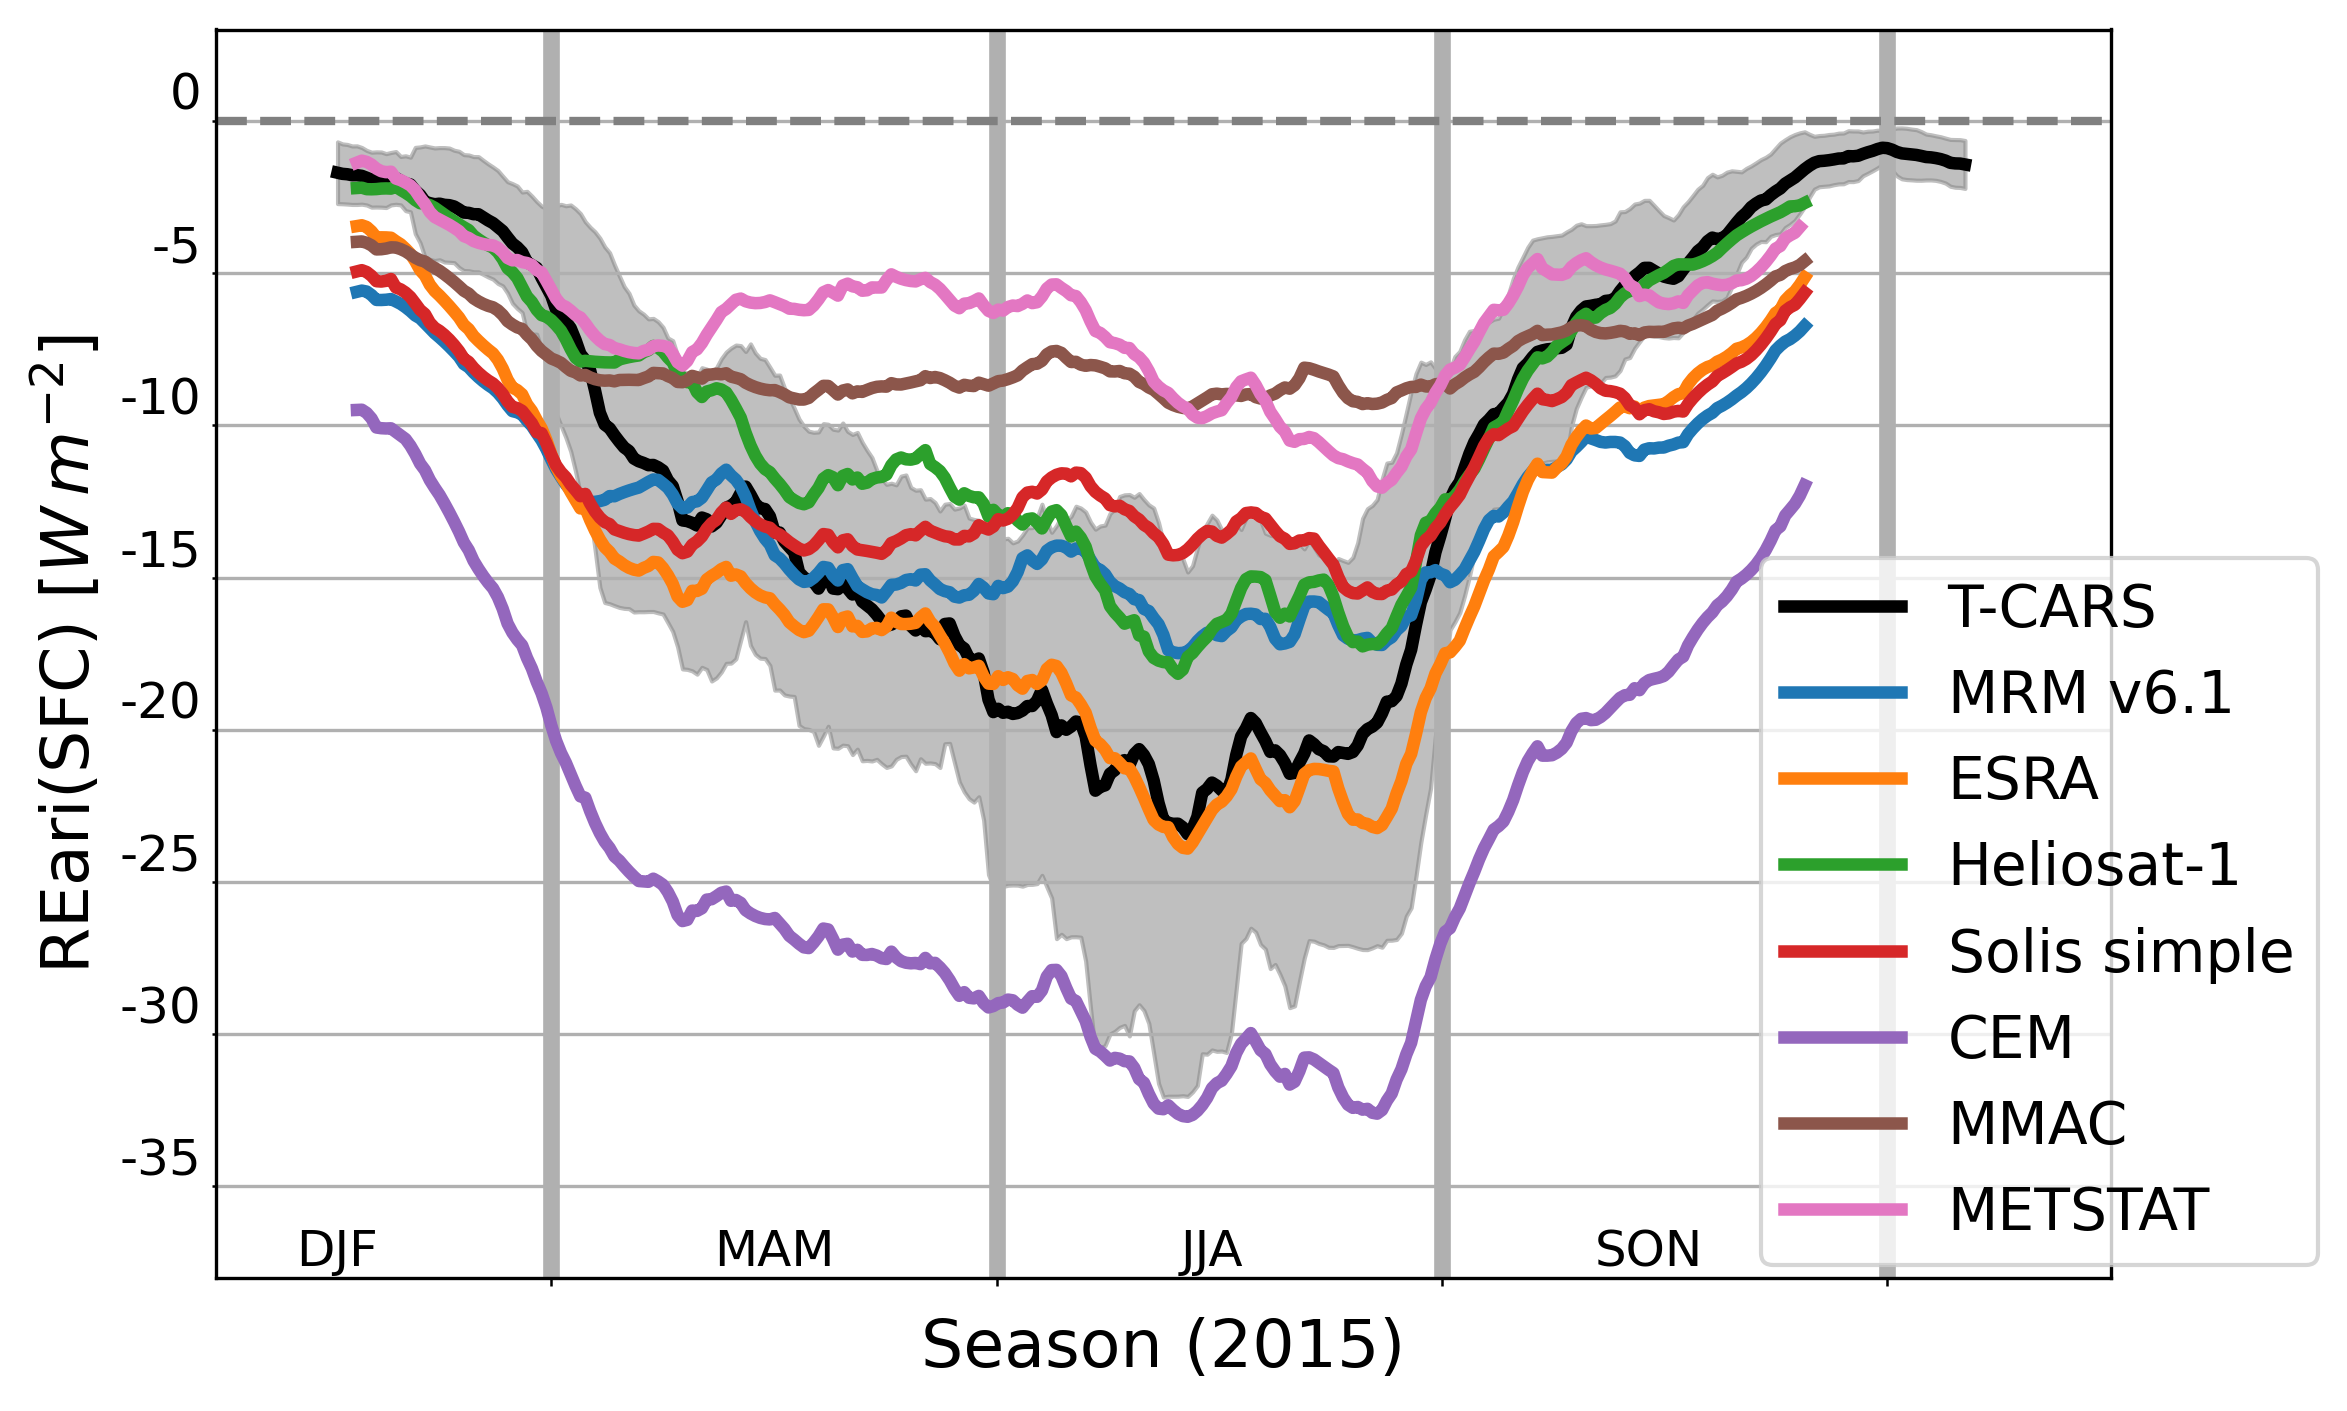 0
-5
-10
-15
-20
-25
-30
-35
REari(SFC) [W m⁻²]
DJF MAM JJA SON
Season (2015)
T-CARS
MRM v6.1
ESRA
Heliosat-1
Solis simple
CEM
MMAC
METSTAT